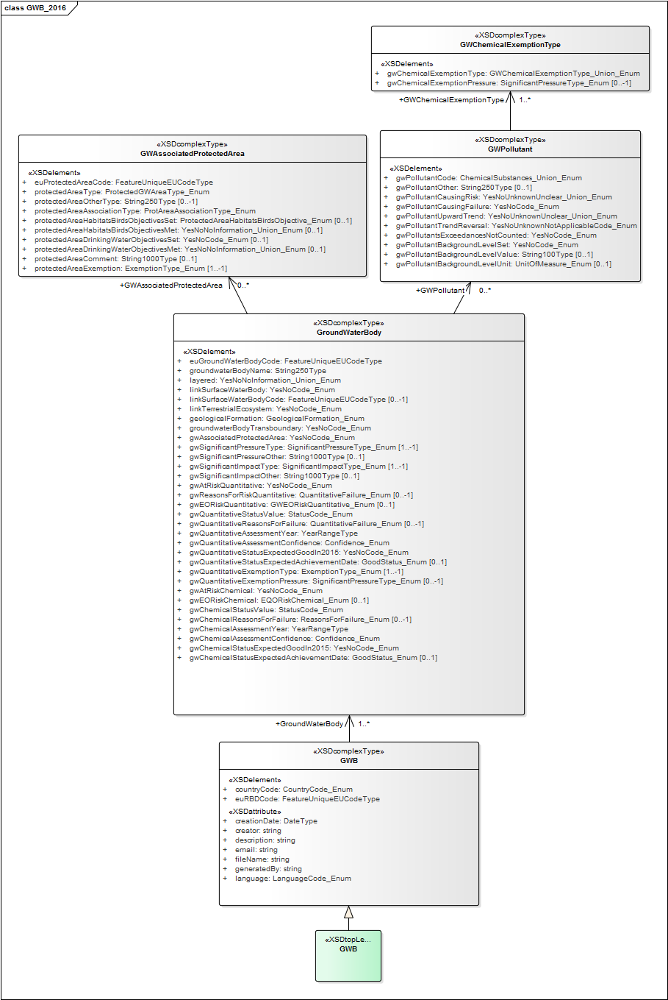 class GWB_2016
«XSDcomplexType»
GWChemicalExemptionType
«XSDelement»
+ gwChemicalExemptionType: GWChemicalExemptionType_Union_Enum
+ gwChemicalExemptionPressure: SignificantPressureType_Enum [0..-1]
+GWChemicalExemptionType 1..*
«XSDcomplexType»
GWAssociatedProtectedArea
«XSDelement»
+ euProtectedAreaCode: FeatureUniqueEUCodeType
+ protectedAreaType: ProtectedGWAreaType_Enum
+ protectedAreaOtherType: String250Type [0..-1]
+ protectedAreaAssociationType: ProtAreaAssociationType_Enum
+ protectedAreaHabitatsBirdsObjectivesSet: ProtectedAreaHabitatsBirdsObjective_Enum [0..1]
+ protectedAreaHabitatsBirdsObjectivesMet: YesNoNoInformation_Union_Enum [0..1]
+ protectedAreaDrinkingWaterObjectivesSet: YesNoCode_Enum [0..1]
+ protectedAreaDrinkingWaterObjectivesMet: YesNoNoInformation_Union_Enum [0..1]
+ protectedAreaComment: String1000Type [0..1]
+ protectedAreaExemption: ExemptionType_Enum [1..-1]
+GWAssociatedProtectedArea 0..*
«XSDcomplexType»
GWPollutant
«XSDelement»
+ gwPollutantCode: ChemicalSubstances_Union_Enum
+ gwPollutantOther: String250Type [0..1]
+ gwPollutantCausingRisk: YesNoUnknownUnclear_Union_Enum
+ gwPollutantCausingFailure: YesNoCode_Enum
+ gwPollutantUpwardTrend: YesNoUnknownUnclear_Union_Enum
+ gwPollutantTrendReversal: YesNoUnknownNotApplicableCode_Enum
+ gwPollutantsExceedancesNotCounted: YesNoCode_Enum
+ gwPollutantBackgroundLevelSet: YesNoCode_Enum
+ gwPollutantBackgroundLevelValue: String100Type [0..1]
+ gwPollutantBackgroundLevelUnit: UnitOfMeasure_Enum [0..1]
+GWPollutant 0..*
«XSDcomplexType»
GroundWaterBody
«XSDelement»
+ euGroundWaterBodyCode: FeatureUniqueEUCodeType
+ groundwaterBodyName: String250Type
+ layered: YesNoNoInformation_Union_Enum
+ linkSurfaceWaterBody: YesNoCode_Enum
+ linkSurfaceWaterBodyCode: FeatureUniqueEUCodeType [0..-1]
+ linkTerrestrialEcosystem: YesNoCode_Enum
+ geologicalFormation: GeologicalFormation_Enum
+ groundwaterBodyTransboundary: YesNoCode_Enum
+ gwAssociatedProtectedArea: YesNoCode_Enum
+ gwSignificantPressureType: SignificantPressureType_Enum [1..-1]
+ gwSignificantPressureOther: String1000Type [0..1]
+ gwSignificantImpactType: SignificantImpactType_Enum [1..-1]
+ gwSignificantImpactOther: String1000Type [0..1]
+ gwAtRiskQuantitative: YesNoCode_Enum
+ gwReasonsForRiskQuantitative: QuantitativeFailure_Enum [0..-1]
+ gwEORiskQuantitative: GWEORiskQuantitative_Enum [0..1]
+ gwQuantitativeStatusValue: StatusCode_Enum
+ gwQuantitativeReasonsForFailure: QuantitativeFailure_Enum [0..-1]
+ gwQuantitativeAssessmentYear: YearRangeType
+ gwQuantitativeAssessmentConfidence: Confidence_Enum
+ gwQuantitativeStatusExpectedGoodIn2015: YesNoCode_Enum
+ gwQuantitativeStatusExpectedAchievementDate: GoodStatus_Enum [0..1]
+ gwQuantitativeExemptionType: ExemptionType_Enum [1..-1]
+ gwQuantitativeExemptionPressure: SignificantPressureType_Enum [0..-1]
+ gwAtRiskChemical: YesNoCode_Enum
+ gwEORiskChemical: EQORiskChemical_Enum [0..1]
+ gwChemicalStatusValue: StatusCode_Enum
+ gwChemicalReasonsForFailure: ReasonsForFailure_Enum [0..-1]
+ gwChemicalAssessmentYear: YearRangeType
+ gwChemicalAssessmentConfidence: Confidence_Enum
+ gwChemicalStatusExpectedGoodIn2015: YesNoCode_Enum
+ gwChemicalStatusExpectedAchievementDate: GoodStatus_Enum [0..1]
+GroundWaterBody 1..*
«XSDcomplexType»
GWB
«XSDelement»
+ countryCode: CountryCode_Enum
+ euRBDCode: FeatureUniqueEUCodeType
«XSDattribute»
+ creationDate: DateType
+ creator: string
+ description: string
+ email: string
+ fileName: string
+ generatedBy: string
+ language: LanguageCode_Enum
«XSDtopLe...
GWB